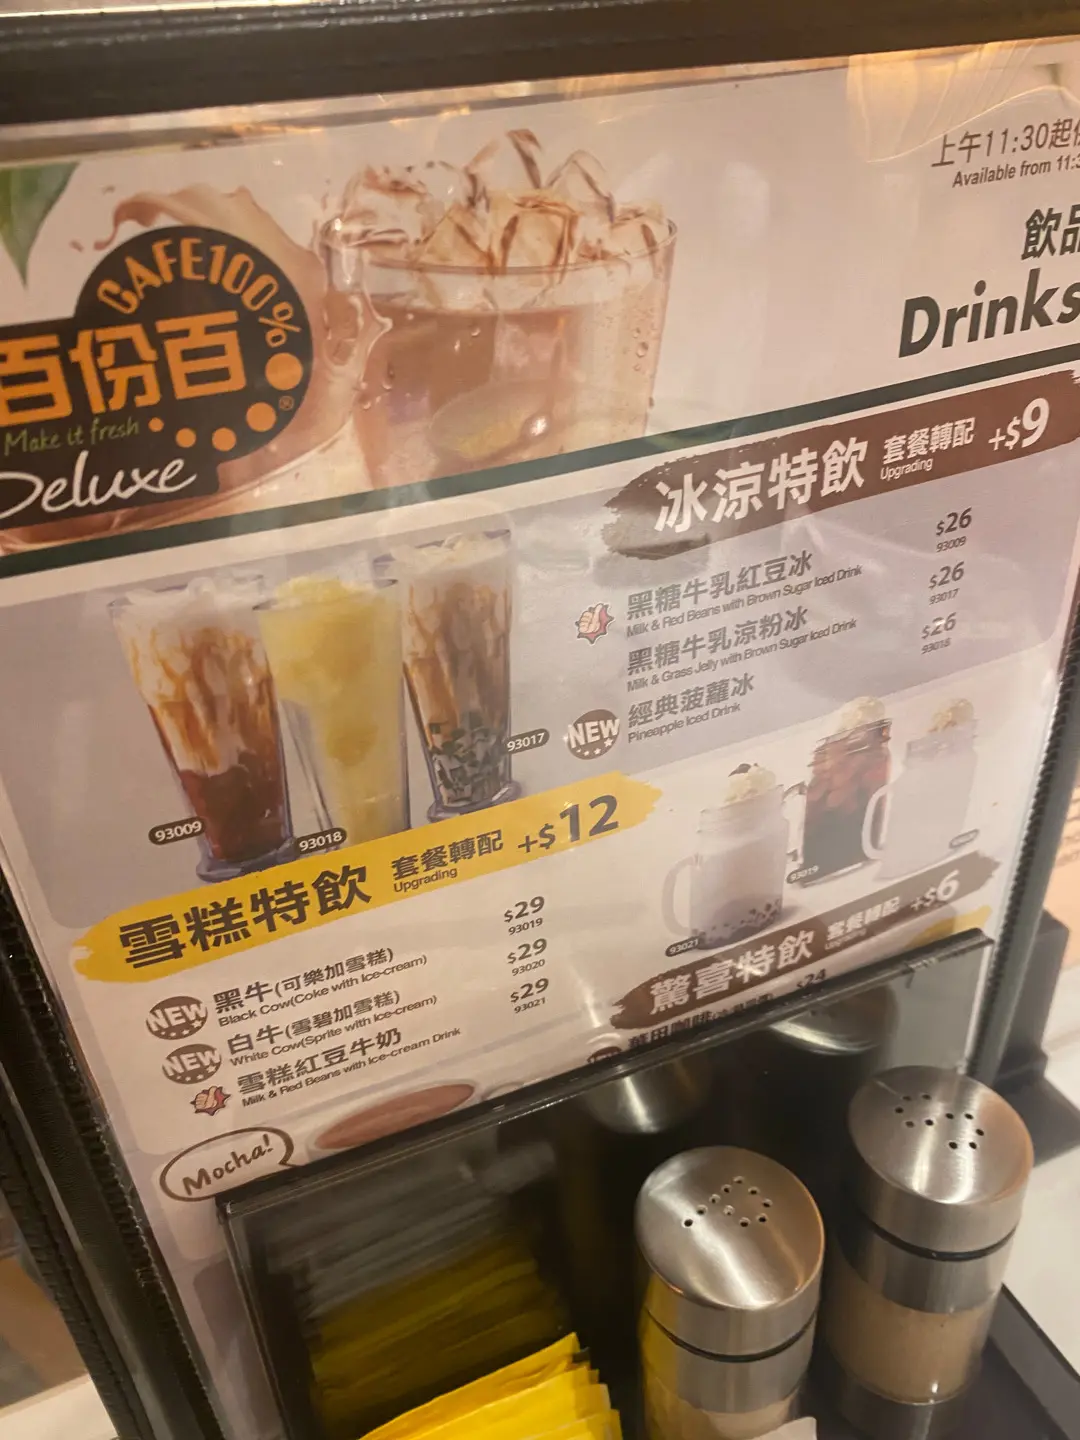 CAFE100%
百份百
®
Make it fresh
Deluxe
上午11:30起
Available from
飲品
Drinks
冰涼特飲 套餐轉配 +$9
Upgrading
黑糖牛乳紅豆冰 $26
Milk & Red Beans with Brown Sugar Iced Drink 93009
黑糖牛乳涼粉冰 $26
Milk & Grass Jelly with Brown Sugar Iced Drink 93017
NEW 經典菠蘿冰 $26
Pineapple Iced Drink 93018
93009
93018
93017
雪糕特飲 套餐轉配 +$12
Upgrading
NEW 黑牛(可樂加雪糕) $29
Black Cow(Coke with Ice-cream) 93019
NEW 白牛(雪碧加雪糕) $29
White Cow(Sprite with Ice-cream) 93020
雪糕紅豆牛奶 $29
Milk & Red Beans with Ice-cream Drink 93021
93021
93019
驚喜特飲 套餐轉配 +$6
Upgrading
$24
Mocha!